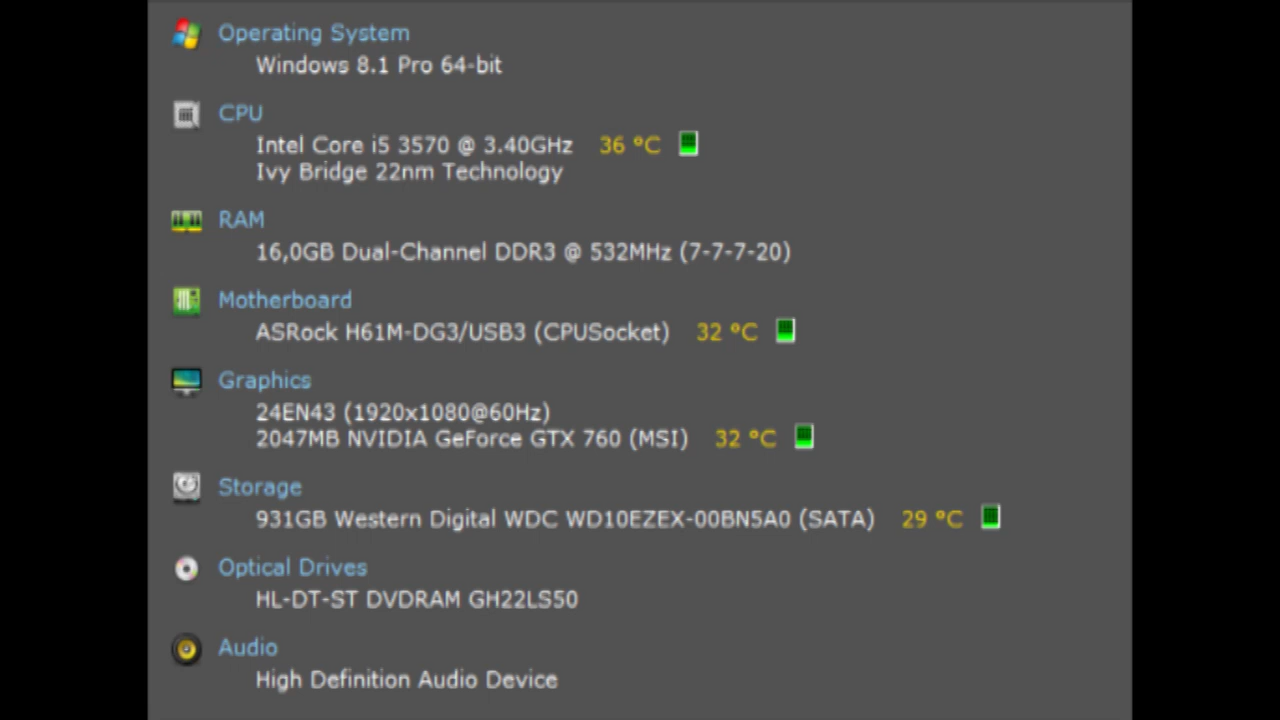 Operating System
Windows 8.1 Pro 64-bit
CPU
Intel Core i5 3570 @ 3.40GHz 36 °C
Ivy Bridge 22nm Technology
RAM
16,0GB Dual-Channel DDR3 @ 532MHz (7-7-7-20)
Motherboard
ASRock H61M-DG3/USB3 (CPUSocket) 32 °C
Graphics
24EN43 (1920x1080@60Hz)
2047MB NVIDIA GeForce GTX 760 (MSI) 32 °C
Storage
931GB Western Digital WDC WD10EZEX-00BN5A0 (SATA) 29 °C
Optical Drives
HL-DT-ST DVDRAM GH22LS50
Audio
High Definition Audio Device